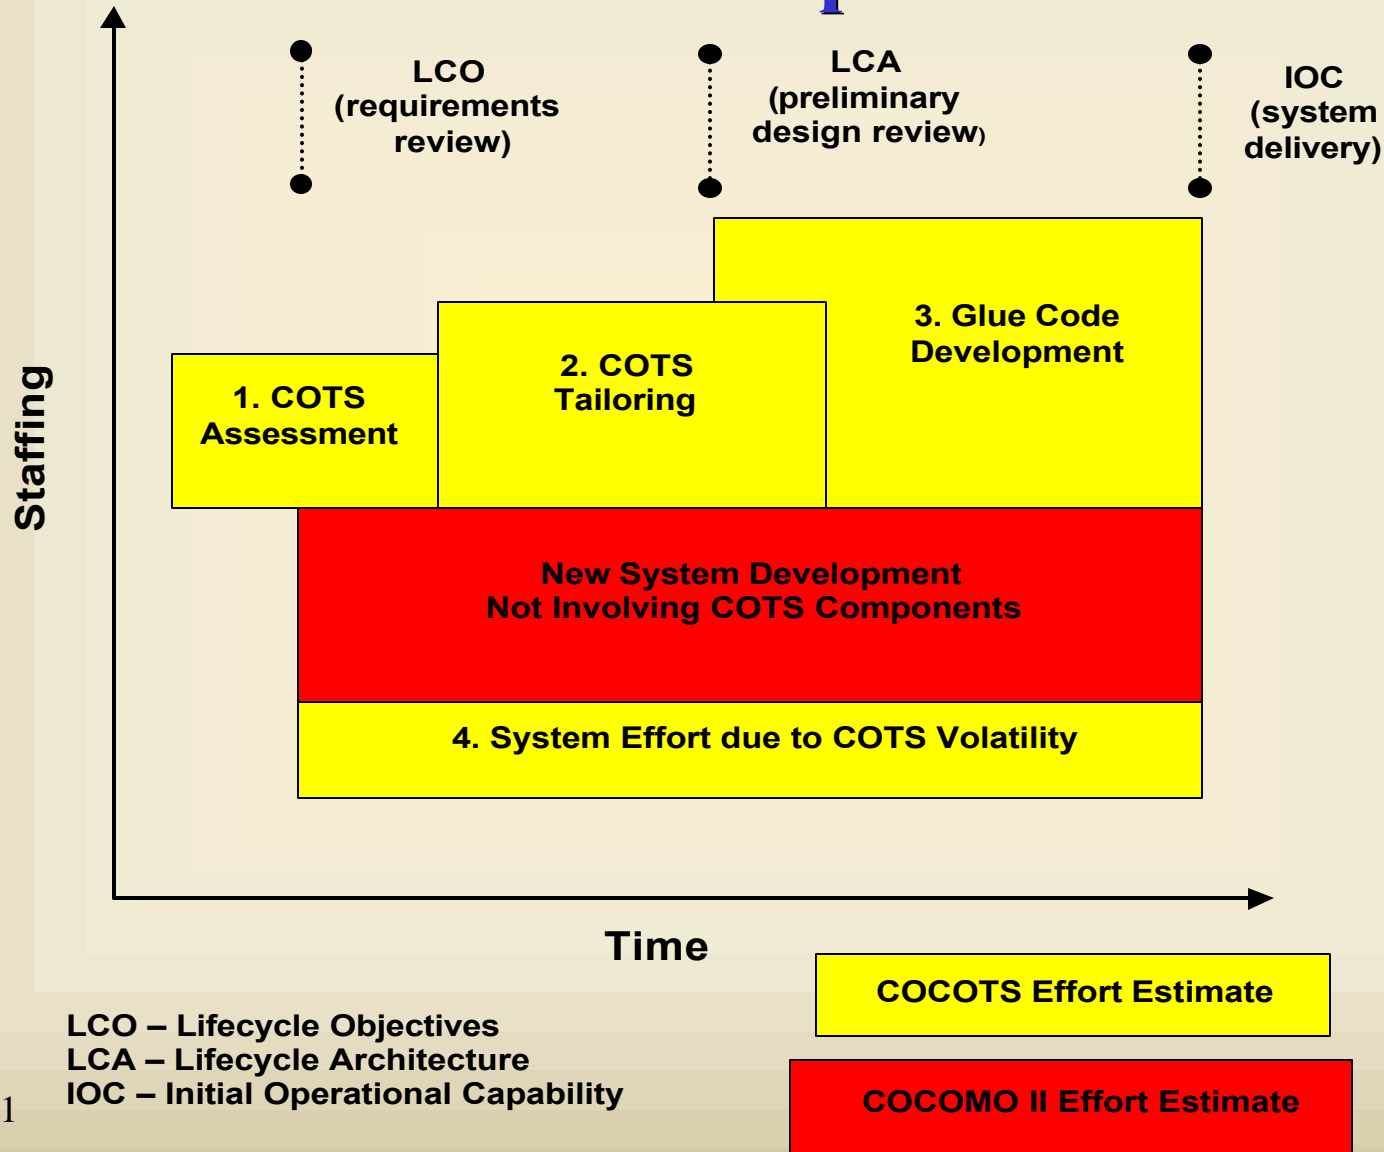 LCO
(requirements
review)
LCA
(preliminary
design review)
IOC
(system
delivery)
Staffing
1. COTS
Assessment
2. COTS
Tailoring
3. Glue Code
Development
New System Development
Not Involving COTS Components
4. System Effort due to COTS Volatility
Time
COCOTS Effort Estimate
COCOMO II Effort Estimate
LCO – Lifecycle Objectives
LCA – Lifecycle Architecture
IOC – Initial Operational Capability
1